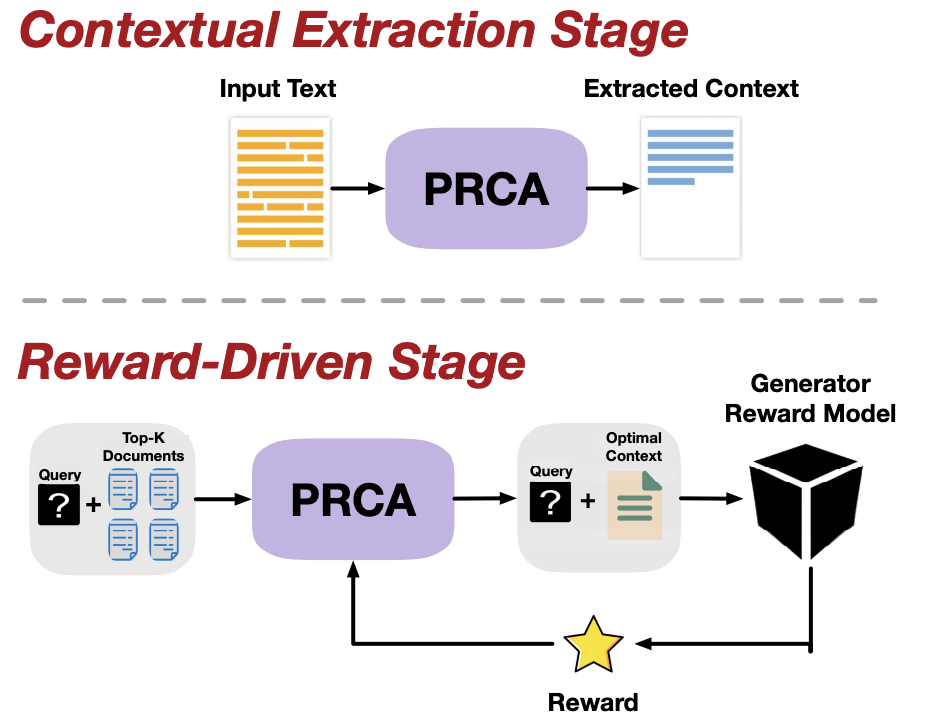 Contextual Extraction Stage
Input Text
Extracted Context
PRCA
Reward-Driven Stage
Generator
Reward Model
Top-K
Documents
Query
?
+
PRCA
Optimal
Context
Query
?
+
Reward